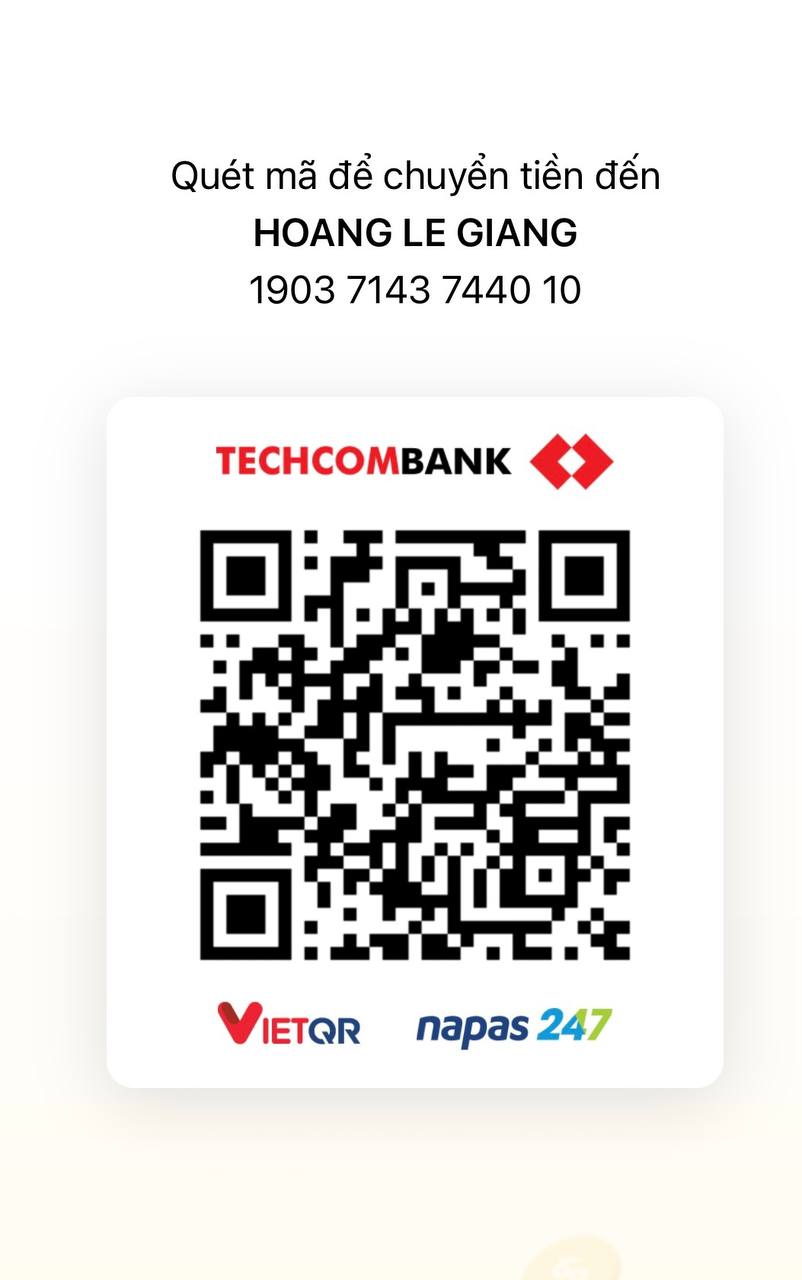 Quét mã để chuyển tiền đến
HOANG LE GIANG
1903 7143 7440 10
TECHCOMBANK
VIETQR
napas 247